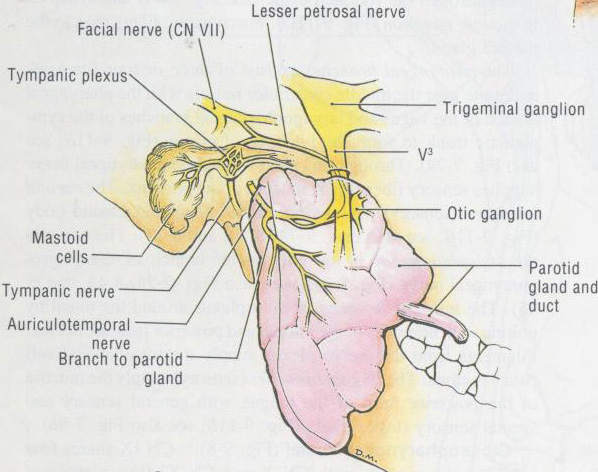 Lesser petrosal nerve
Facial nerve (CN VII)
Tympanic plexus
Trigeminal ganglion
V³
Otic ganglion
Mastoid
cells
Parotid
gland and
duct
Tympanic nerve
Auriculotemporal
nerve
Branch to parotid
gland
D.M.